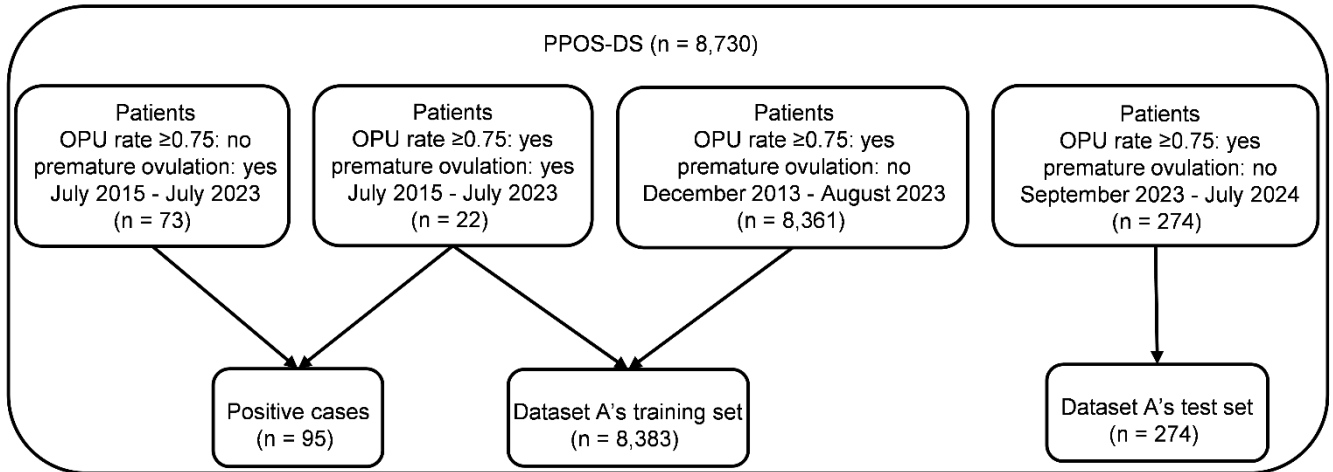 PPOS-DS (n = 8,730)
Patients
OPU rate ≥0.75: no
premature ovulation: yes
July 2015 - July 2023
(n = 73)
Patients
OPU rate ≥0.75: yes
premature ovulation: yes
July 2015 - July 2023
(n = 22)
Patients
OPU rate ≥0.75: yes
premature ovulation: no
December 2013 - August 2023
(n = 8,361)
Patients
OPU rate ≥0.75: yes
premature ovulation: no
September 2023 - July 2024
(n = 274)
Positive cases
(n = 95)
Dataset A's training set
(n = 8,383)
Dataset A's test set
(n = 274)